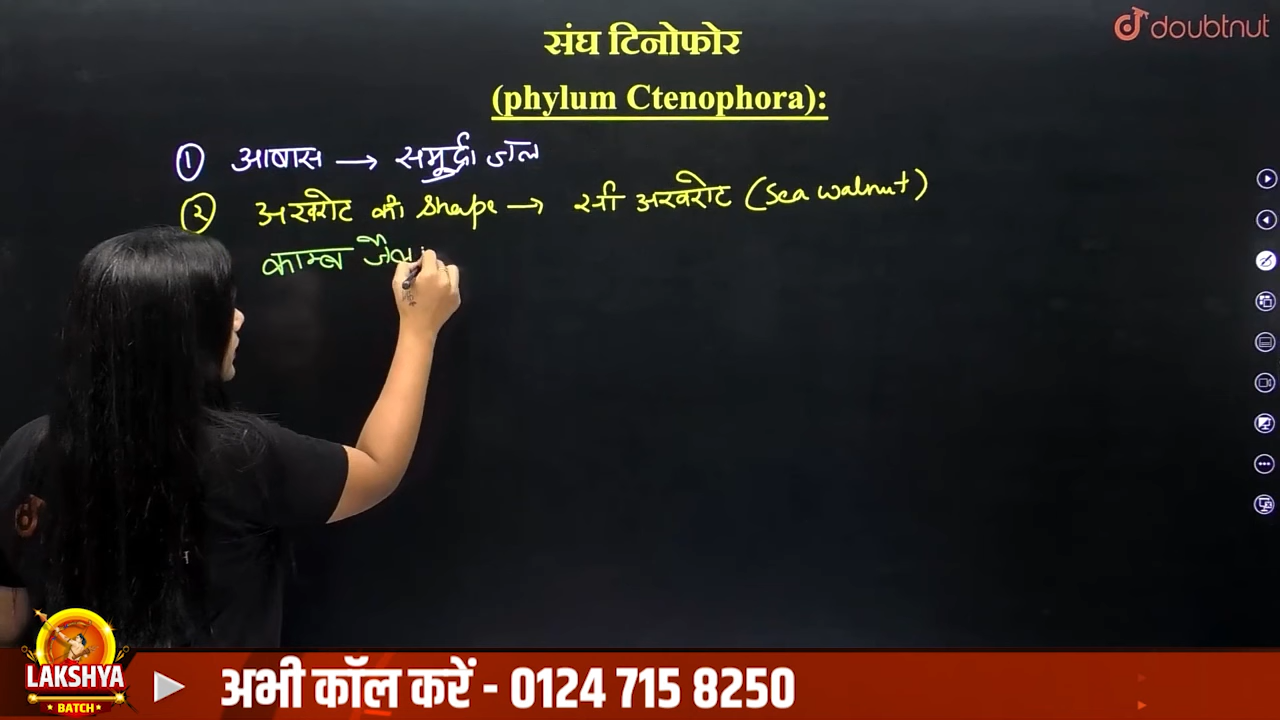 doubtnut
संघ टिनोफोर
(phylum Ctenophora):
① आवास → समुद्री जल
② अखरोट की Shape → सी अखरोट (Sea walnut)
काम्ब जैल
LAKSHYA
BATCH
अभी कॉल करें - 0124 715 8250